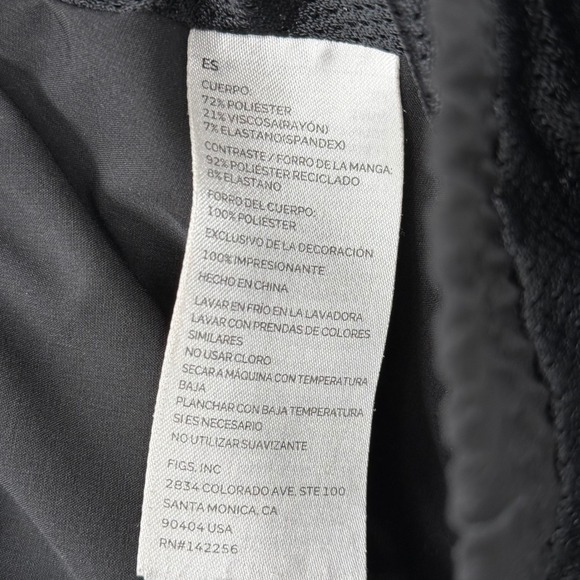 ES
CUERPO:
72% POLIESTER
21% VISCOSA(RAYÓN)
7% ELASTANO(SPANDEX)
CONTRASTE / FORRO DE LA MANGA:
92% POLIÉSTER RECICLADO
8% ELASTANO
FORRO DEL CUERPO:
100% POLIESTER
EXCLUSIVO DE LA DECORACIÓN
100% IMPRESIONANTE
HECHO EN CHINA
LAVAR EN FRÍO EN LA LAVADORA
LAVAR CON PRENDAS DE COLORES
SIMILARES
NO USAR CLORO
SECAR A MÁQUINA CON TEMPERATURA
BAJA
PLANCHAR CON BAJA TEMPERATURA
SI ES NECESARIO
NO UTILIZAR SUAVIZANTE
FIGS, INC
2834 COLORADO AVE, STE 100
SANTA MONICA, CA
90404 USA
RN#142256